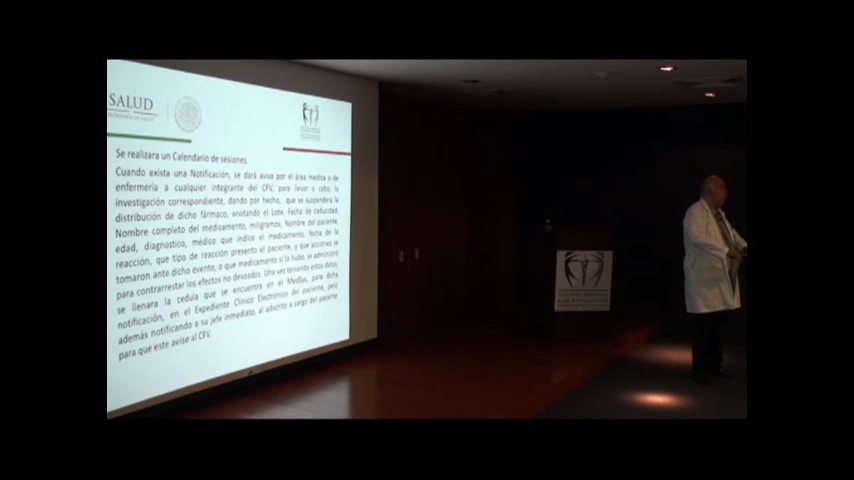 SALUD
SECRETARÍA DE SALUD
Se realizara un Calendario de sesiones.
Cuando exista una Notificación, se dará aviso por el área medica o de
enfermería a cualquier integrante del CFV, para llevar a cabo, la
investigación correspondiente, dando por hecho, que se suspenderá la
distribución de dicho fármaco, anotando el Lote, Fecha de caducidad,
Nombre completo del medicamento, miligramos, Nombre del paciente,
edad, diagnostico, médico que indico el medicamento, fecha de la
reacción, que tipo de reacción presento el paciente, y que acciones se
tomaron ante dicho evento, o que medicamento si lo hubo, se administró
para contrarrestar los efectos no deseados. Una vez teniendo estos datos,
se llenara la cedula que se encuentra en el MedSys, para dicha
notificación, en el Expediente Clínico Electrónico del paciente, pero
además notificando a su jefe inmediato, al adscrito a cargo del paciente
para que este avise al CFV.